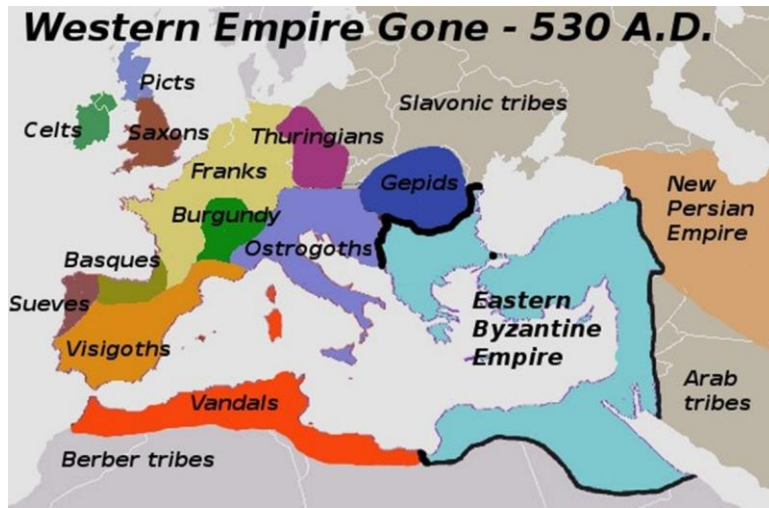 Western Empire Gone - 530 A.D.
Picts
Celts
Saxons
Thuringians
Slavonic tribes
Franks
Gepids
New
Persian
Empire
Burgundy
Ostrogoths
Basques
Sueves
Visigoths
Eastern
Byzantine
Empire
Vandals
Arab
tribes
Berber tribes